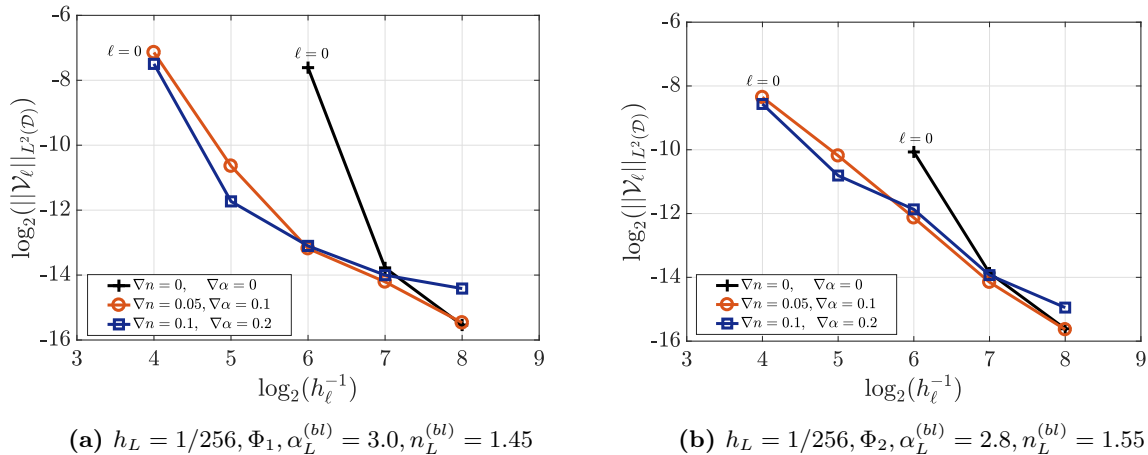 -6
-8
-10
-12
-14
-16
log₂(||𝒱_ℓ||_{L²(𝒟)})
ℓ = 0
ℓ = 0
∇n = 0, ∇α = 0
∇n = 0.05, ∇α = 0.1
∇n = 0.1, ∇α = 0.2
3 4 5 6 7 8 9
log₂(h_ℓ^{-1})
(a) h_L = 1/256, Φ₁, α_L^{(bl)} = 3.0, n_L^{(bl)} = 1.45
-6
-8
-10
-12
-14
-16
log₂(||𝒱_ℓ||_{L²(𝒟)})
ℓ = 0
ℓ = 0
∇n = 0, ∇α = 0
∇n = 0.05, ∇α = 0.1
∇n = 0.1, ∇α = 0.2
3 4 5 6 7 8 9
log₂(h_ℓ^{-1})
(b) h_L = 1/256, Φ₂, α_L^{(bl)} = 2.8, n_L^{(bl)} = 1.55